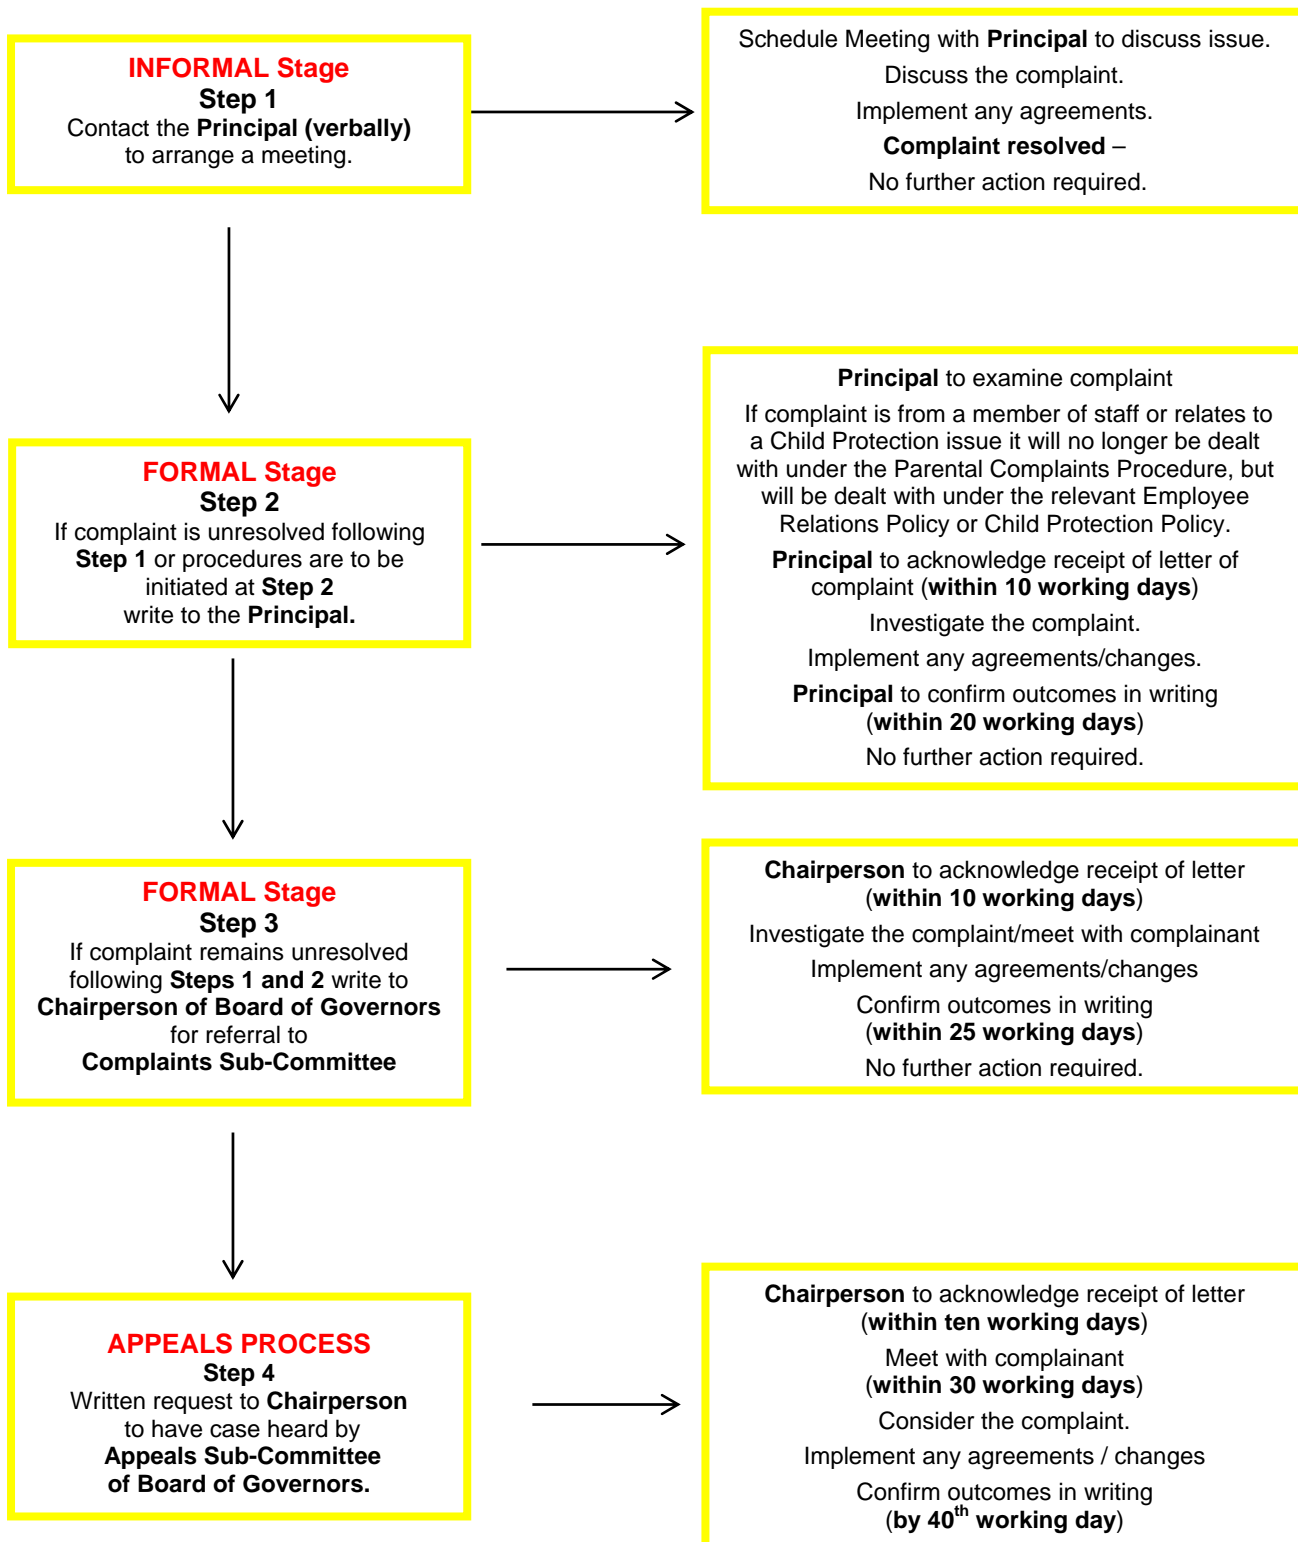 INFORMAL Stage
Step 1
Contact the Principal (verbally)
to arrange a meeting.
Schedule Meeting with Principal to discuss issue.
Discuss the complaint.
Implement any agreements.
Complaint resolved –
No further action required.
FORMAL Stage
Step 2
If complaint is unresolved following
Step 1 or procedures are to be
initiated at Step 2
write to the Principal.
Principal to examine complaint
If complaint is from a member of staff or relates to
a Child Protection issue it will no longer be dealt
with under the Parental Complaints Procedure, but
will be dealt with under the relevant Employee
Relations Policy or Child Protection Policy.
Principal to acknowledge receipt of letter of
complaint (within 10 working days)
Investigate the complaint.
Implement any agreements/changes.
Principal to confirm outcomes in writing
(within 20 working days)
No further action required.
FORMAL Stage
Step 3
If complaint remains unresolved
following Steps 1 and 2 write to
Chairperson of Board of Governors
for referral to
Complaints Sub-Committee
Chairperson to acknowledge receipt of letter
(within 10 working days)
Investigate the complaint/meet with complainant
Implement any agreements/changes
Confirm outcomes in writing
(within 25 working days)
No further action required.
APPEALS PROCESS
Step 4
Written request to Chairperson
to have case heard by
Appeals Sub-Committee
of Board of Governors.
Chairperson to acknowledge receipt of letter
(within ten working days)
Meet with complainant
(within 30 working days)
Consider the complaint.
Implement any agreements / changes
Confirm outcomes in writing
(by 40th working day)